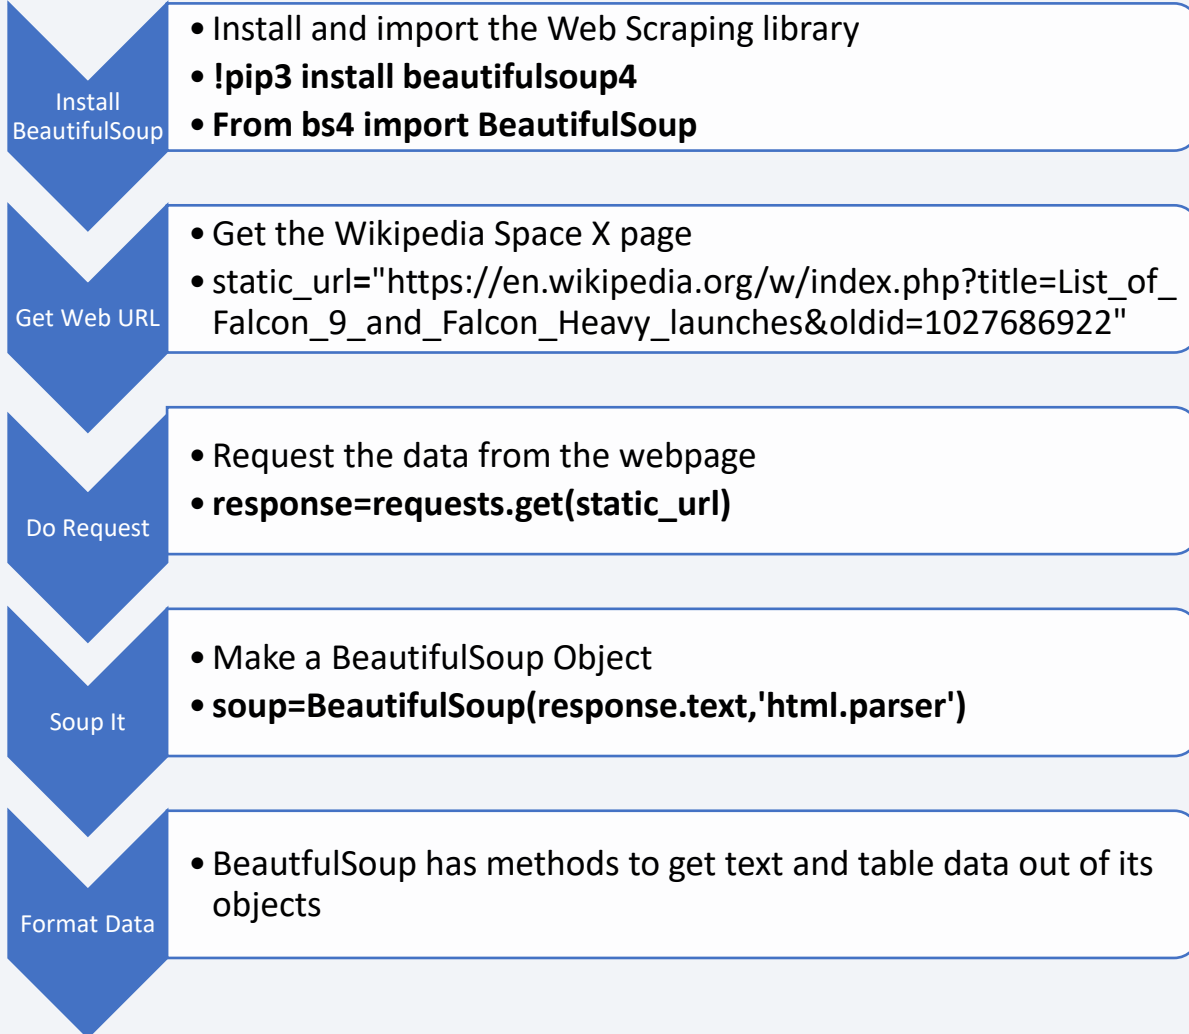 Install
BeautifulSoup
• Install and import the Web Scraping library
• !pip3 install beautifulsoup4
• From bs4 import BeautifulSoup
Get Web URL
• Get the Wikipedia Space X page
• static_url="https://en.wikipedia.org/w/index.php?title=List_of_
Falcon_9_and_Falcon_Heavy_launches&oldid=1027686922"
Do Request
• Request the data from the webpage
• response=requests.get(static_url)
Soup It
• Make a BeautifulSoup Object
• soup=BeautifulSoup(response.text,'html.parser')
Format Data
• BeautfulSoup has methods to get text and table data out of its
objects